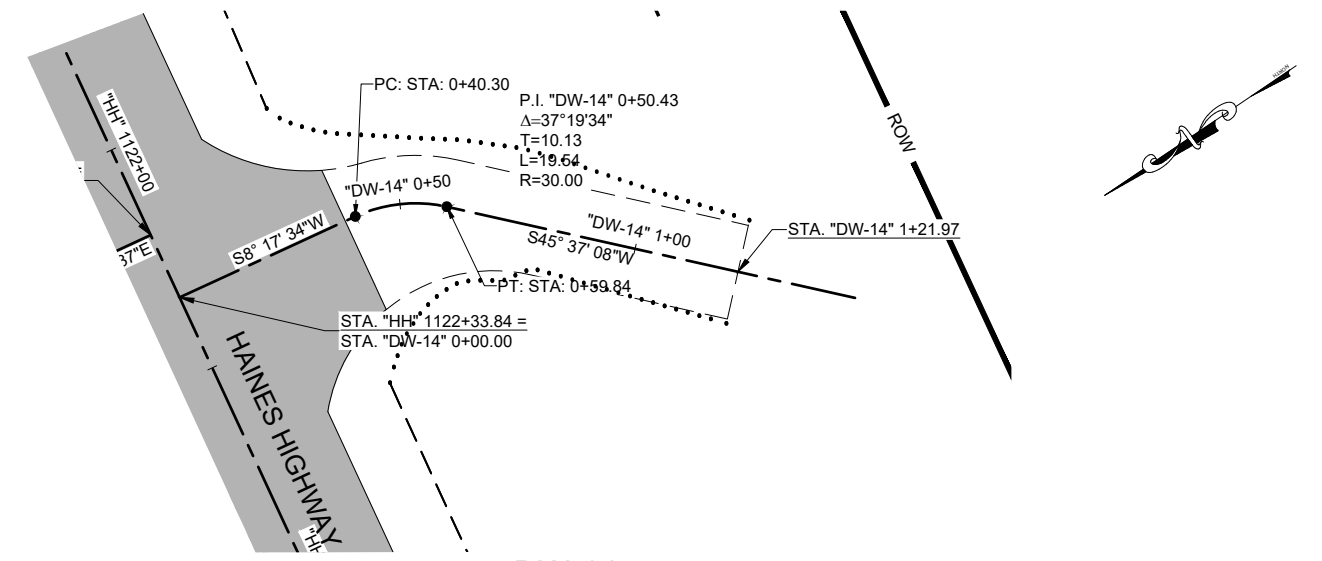 PC: STA: 0+40.30
P.I. "DW-14" 0+50.43
Δ=37°19'34"
T=10.13
L=19.54
R=30.00
NORTH
"HH" 1122+00
ROW
"DW-14" 0+50
S8° 17' 34"W
37"E
"DW-14" 1+00
S45° 37' 08"W
STA. "DW-14" 1+21.97
PT: STA: 0+59.84
STA. "HH" 1122+33.84 =
STA. "DW-14" 0+00.00
HAINES HIGHWAY
"HH